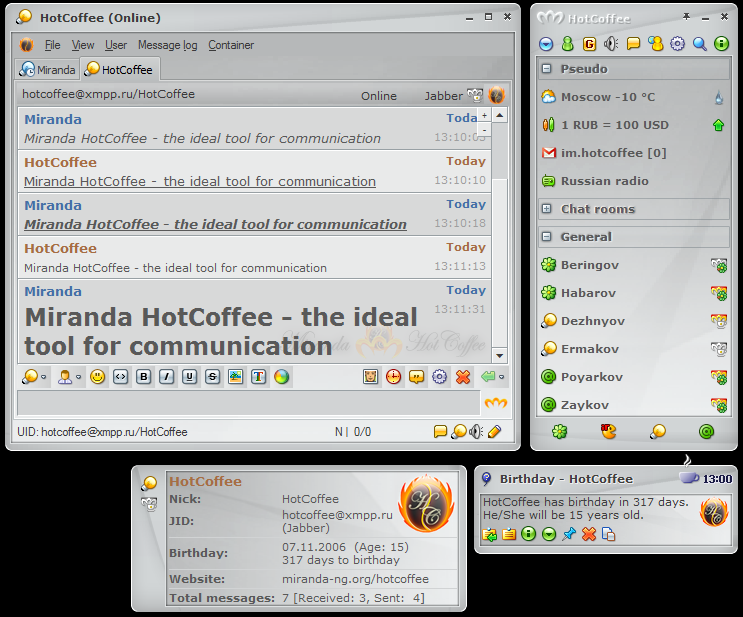 HotCoffee (Online)
File View User Message log Container
Miranda HotCoffee
hotcoffee@xmpp.ru/HotCoffee Online Jabber
Miranda Today
Miranda HotCoffee - the ideal tool for communication 13:10:03
HotCoffee Today
Miranda HotCoffee - the ideal tool for communication 13:10:10
Miranda Today
Miranda HotCoffee - the ideal tool for communication 13:10:18
HotCoffee Today
Miranda HotCoffee - the ideal tool for communication 13:11:13
Miranda Today
Miranda HotCoffee - the ideal 13:11:31
tool for communication
Miranda HotCoffee
B I U S T
UID: hotcoffee@xmpp.ru/HotCoffee N | 0/0
HotCoffee
G
Pseudo
Moscow -10 °C
1 RUB = 100 USD
im.hotcoffee [0]
Russian radio
Chat rooms
General
Beringov
Habarov
Dezhnyov
Ermakov
Poyarkov
Zaykov
HotCoffee
Nick: HotCoffee
JID: hotcoffee@xmpp.ru
(Jabber)
Birthday: 07.11.2006 (Age: 15)
317 days to birthday
Website: miranda-ng.org/hotcoffee
Total messages: 7 [Received: 3, Sent: 4]
HC
Birthday - HotCoffee 13:00
HotCoffee has birthday in 317 days.
He/She will be 15 years old.